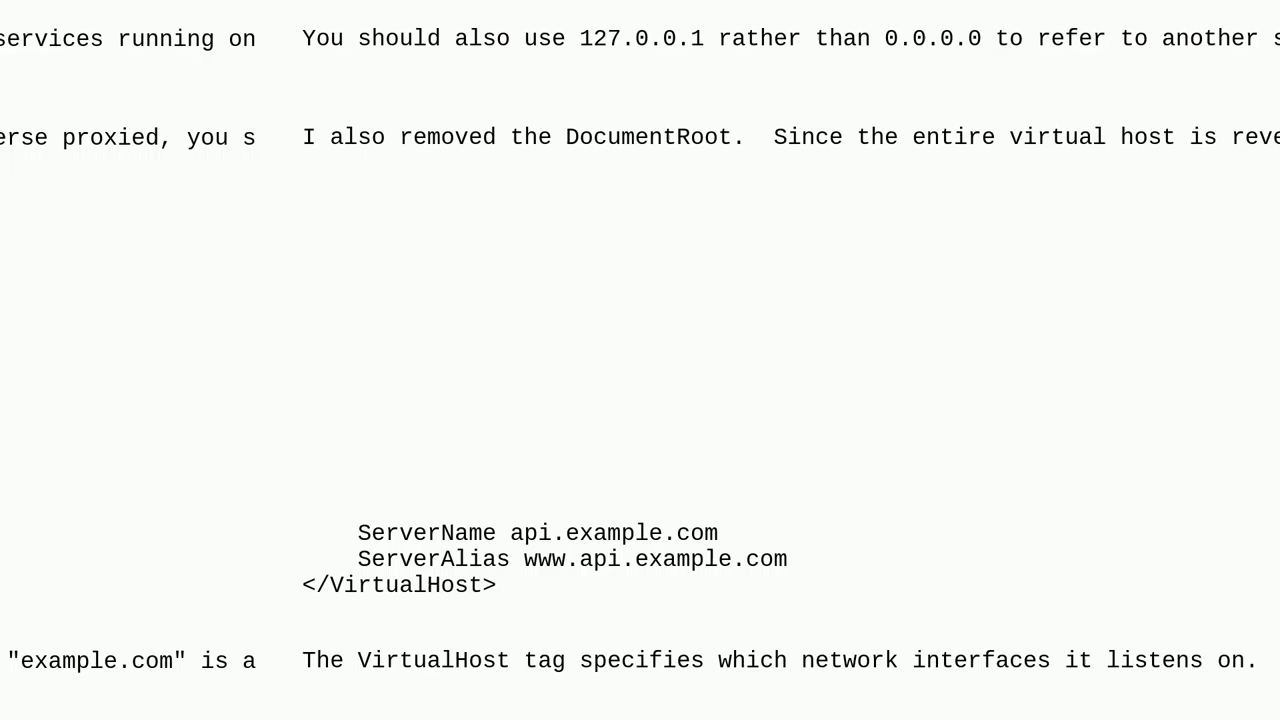 services running on You should also use 127.0.0.1 rather than 0.0.0.0 to refer to another
proxied, you s I also removed the DocumentRoot. Since the entire virtual host is
ServerName api.example.com
ServerAlias www.api.example.com
</VirtualHost>
"example.com" is a The VirtualHost tag specifies which network interfaces it listens on.